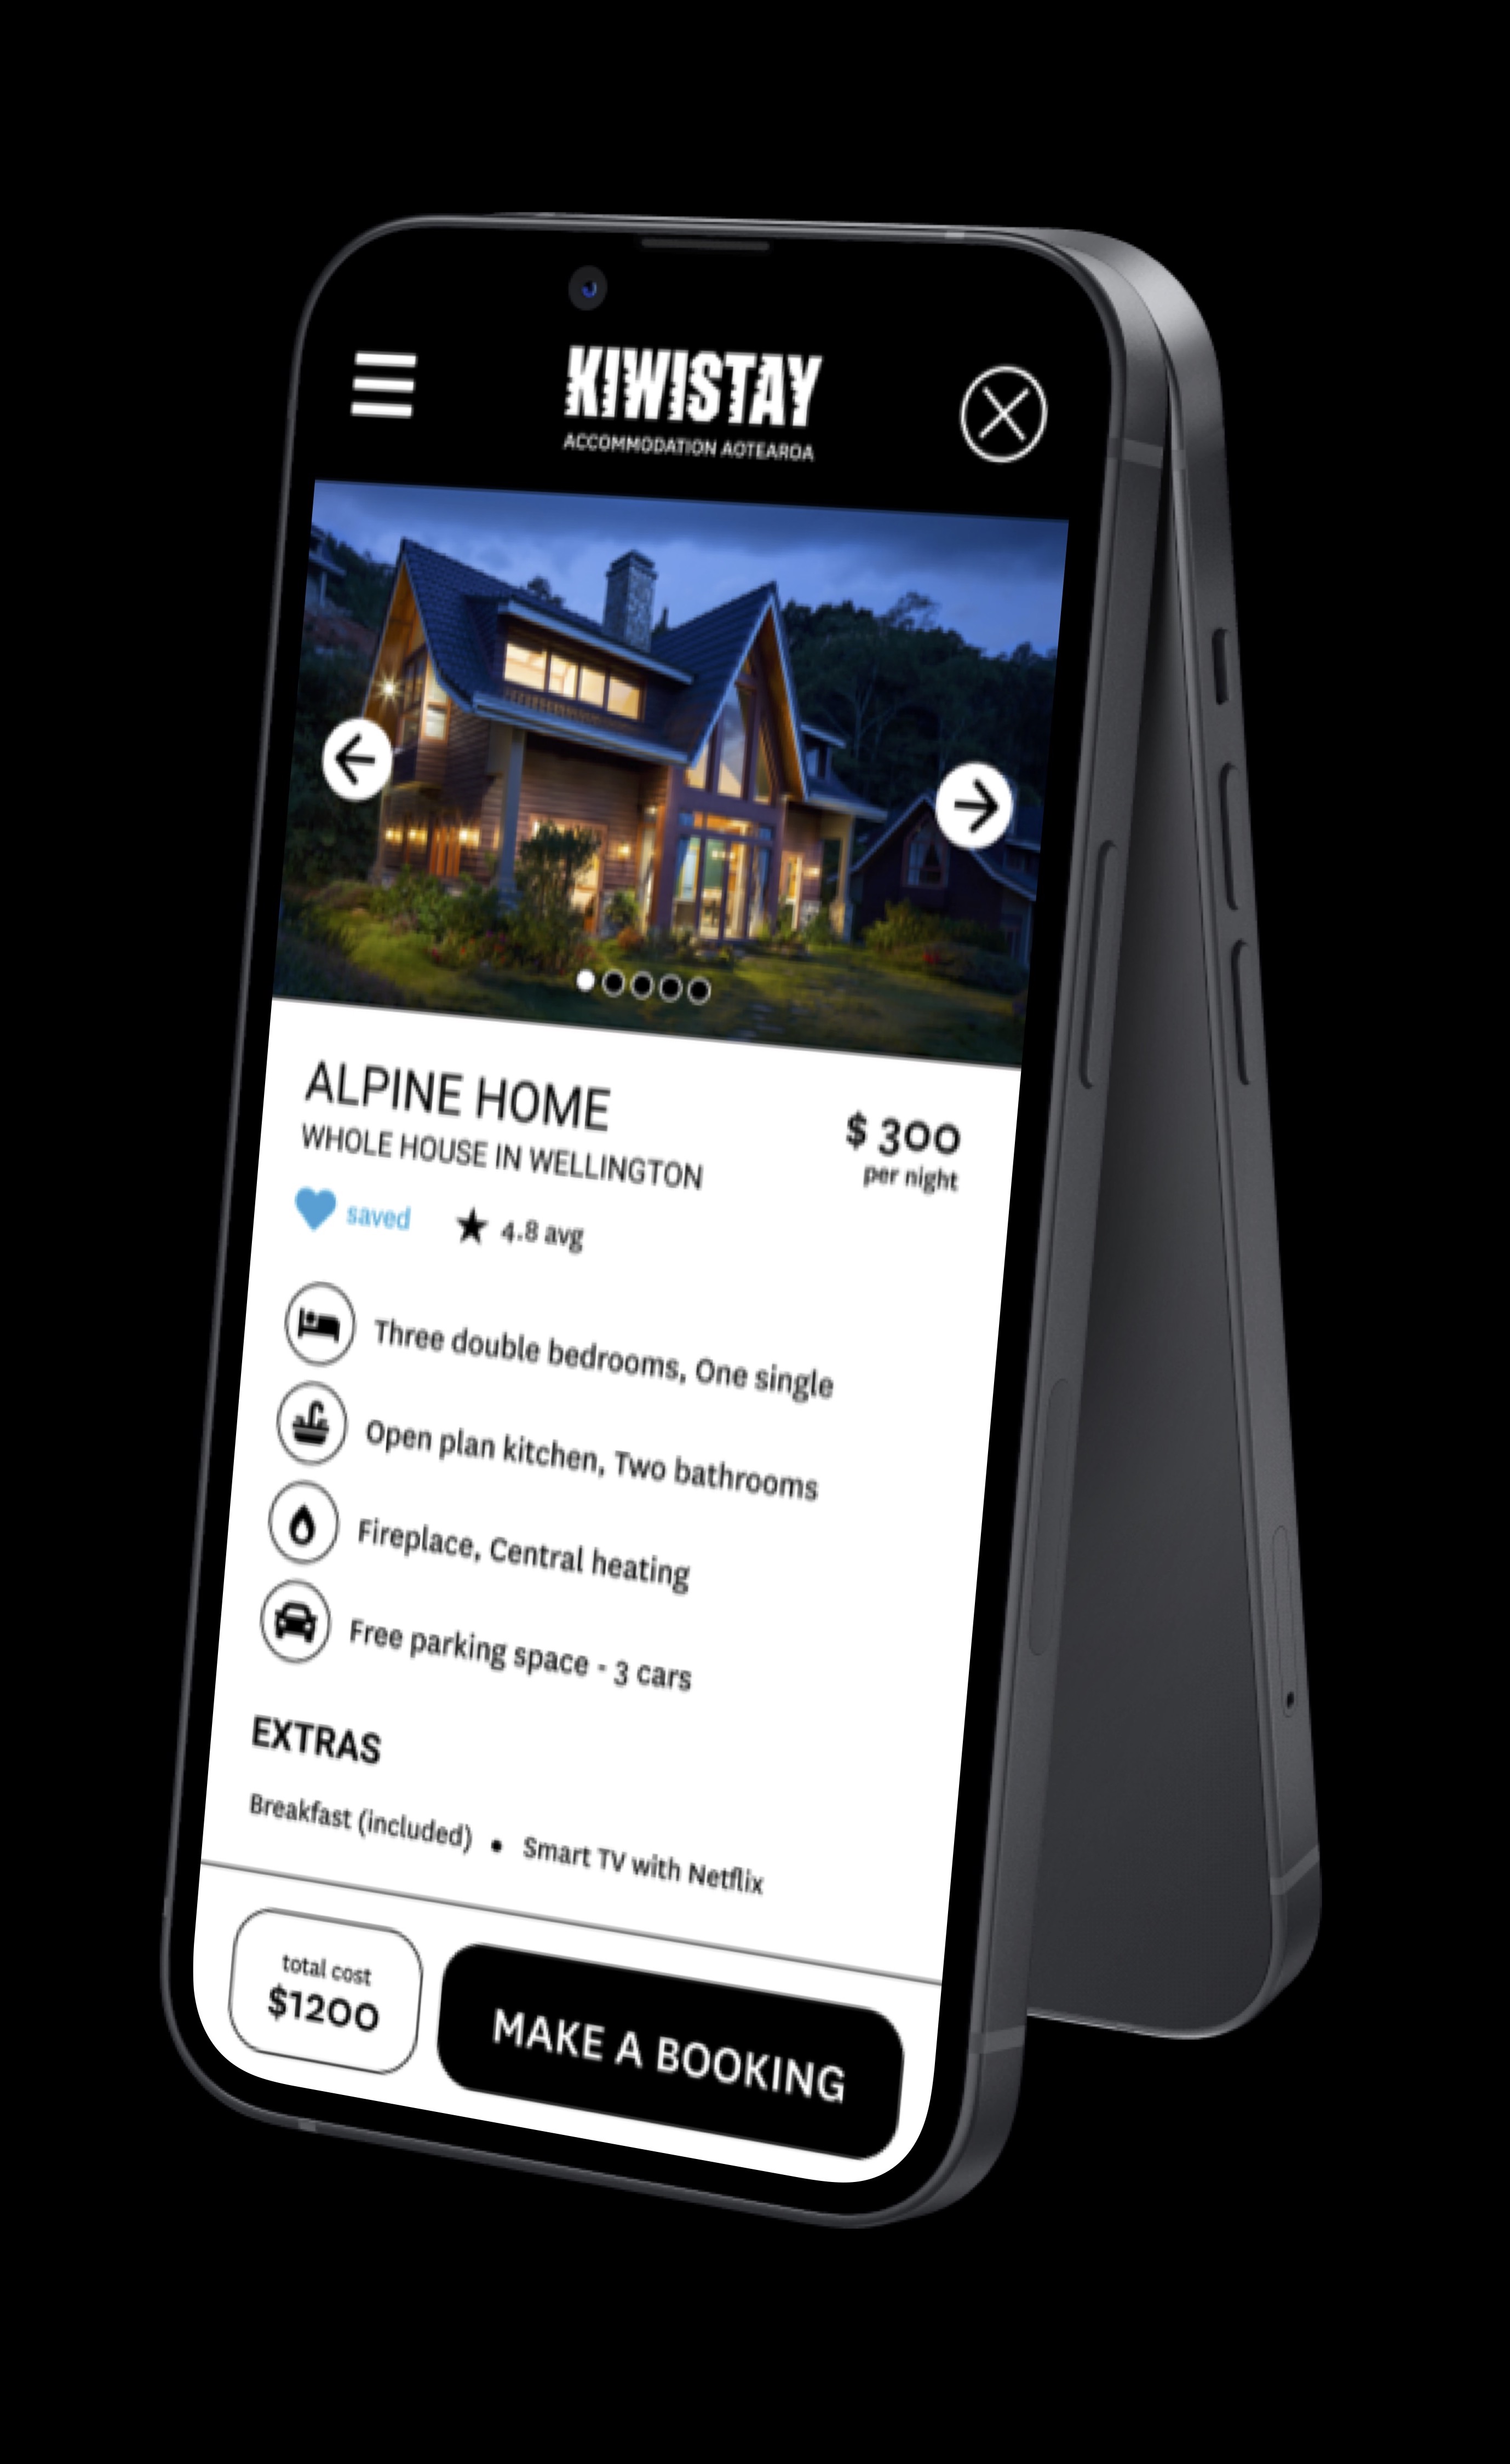 KIWISTAY
ACCOMMODATION AOTEAROA
ALPINE HOME
$ 300
WHOLE HOUSE IN WELLINGTON
per night
saved
4.8 avg
Three double bedrooms, One single
Open plan kitchen, Two bathrooms
Fireplace, Central heating
Free parking space - 3 cars
EXTRAS
Breakfast (included) • Smart TV with Netflix
total cost
$1200
MAKE A BOOKING